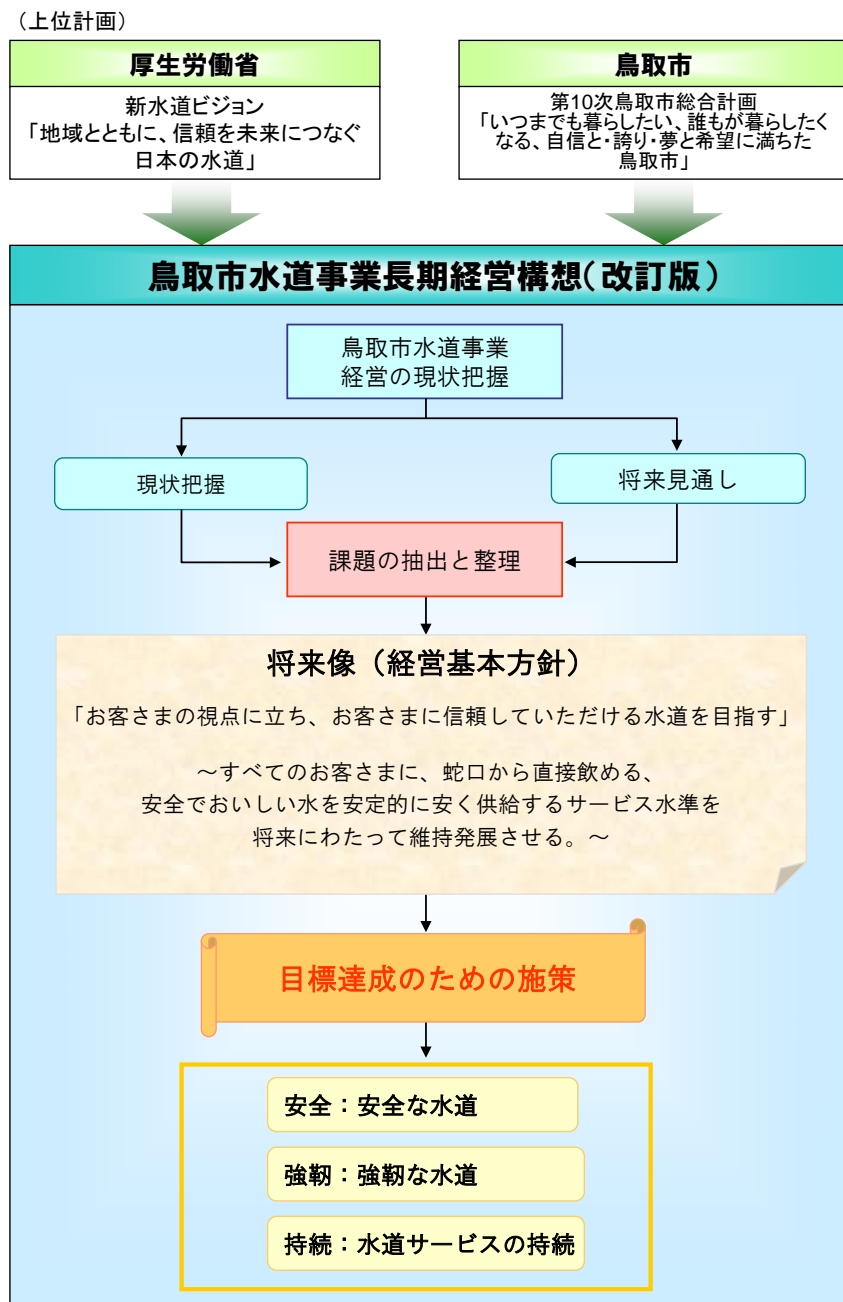 （上位計画）
厚生労働省
新水道ビジョン
「地域とともに、信頼を未来につなぐ
日本の水道」
鳥取市
第10次鳥取市総合計画
「いつまでも暮らしたい、誰もが暮らしたく
なる、自信と・誇り・夢と希望に満ちた
鳥取市」
鳥取市水道事業長期経営構想（改訂版）
鳥取市水道事業
経営の現状把握
現状把握
将来見通し
課題の抽出と整理
将来像（経営基本方針）
「お客さまの視点に立ち、お客さまに信頼していただける水道を目指す」
～すべてのお客さまに、蛇口から直接飲める、
安全でおいしい水を安定的に安く供給するサービス水準を
将来にわたって維持発展させる。～
目標達成のための施策
安全：安全な水道
強靭：強靭な水道
持続：水道サービスの持続